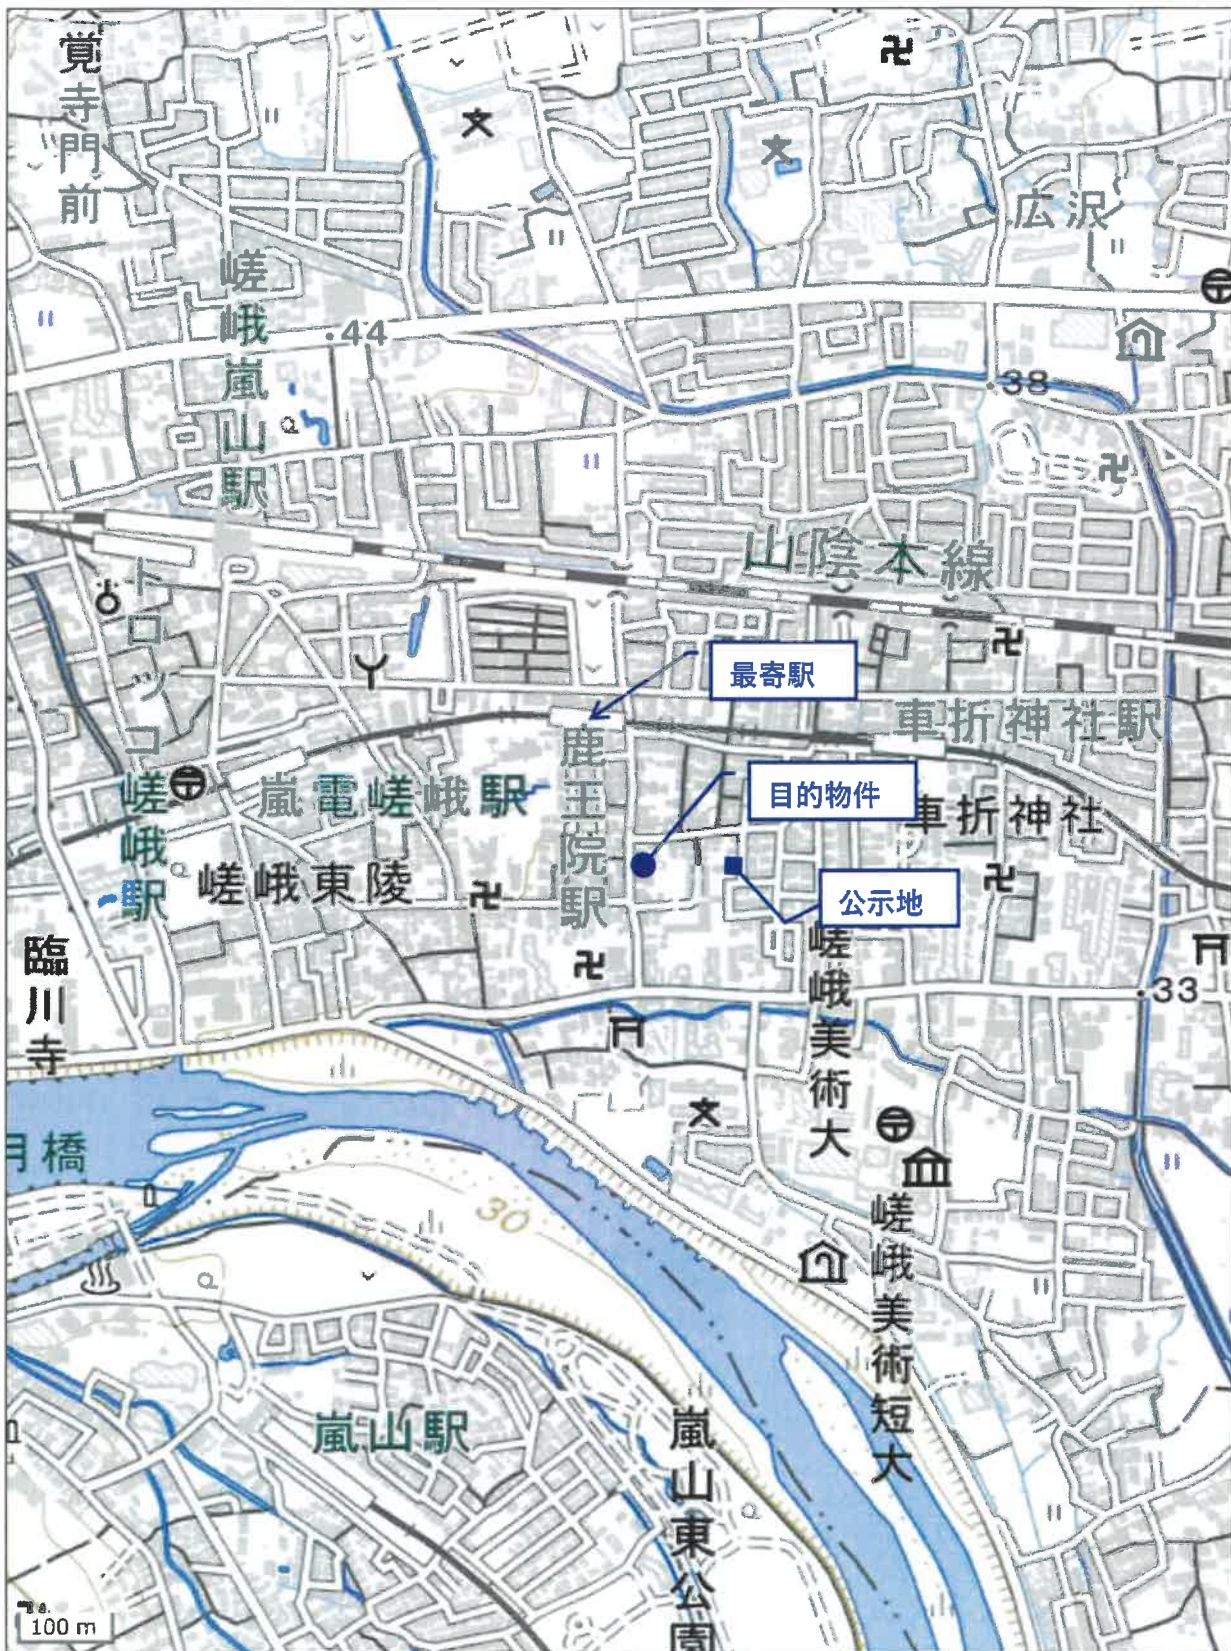 覚寺門前
広沢
嵯峨嵐山駅
44
38
山陰本線
トロッコ嵯峨駅
最寄駅
車折神社駅
鹿王院駅
嵐電嵯峨駅
目的物件
車折神社
嵯峨東陵
公示地
臨川寺
嵯峨美術大
33
月橋
30
嵯峨美術短大
嵐山駅
嵐山東公園
100 m